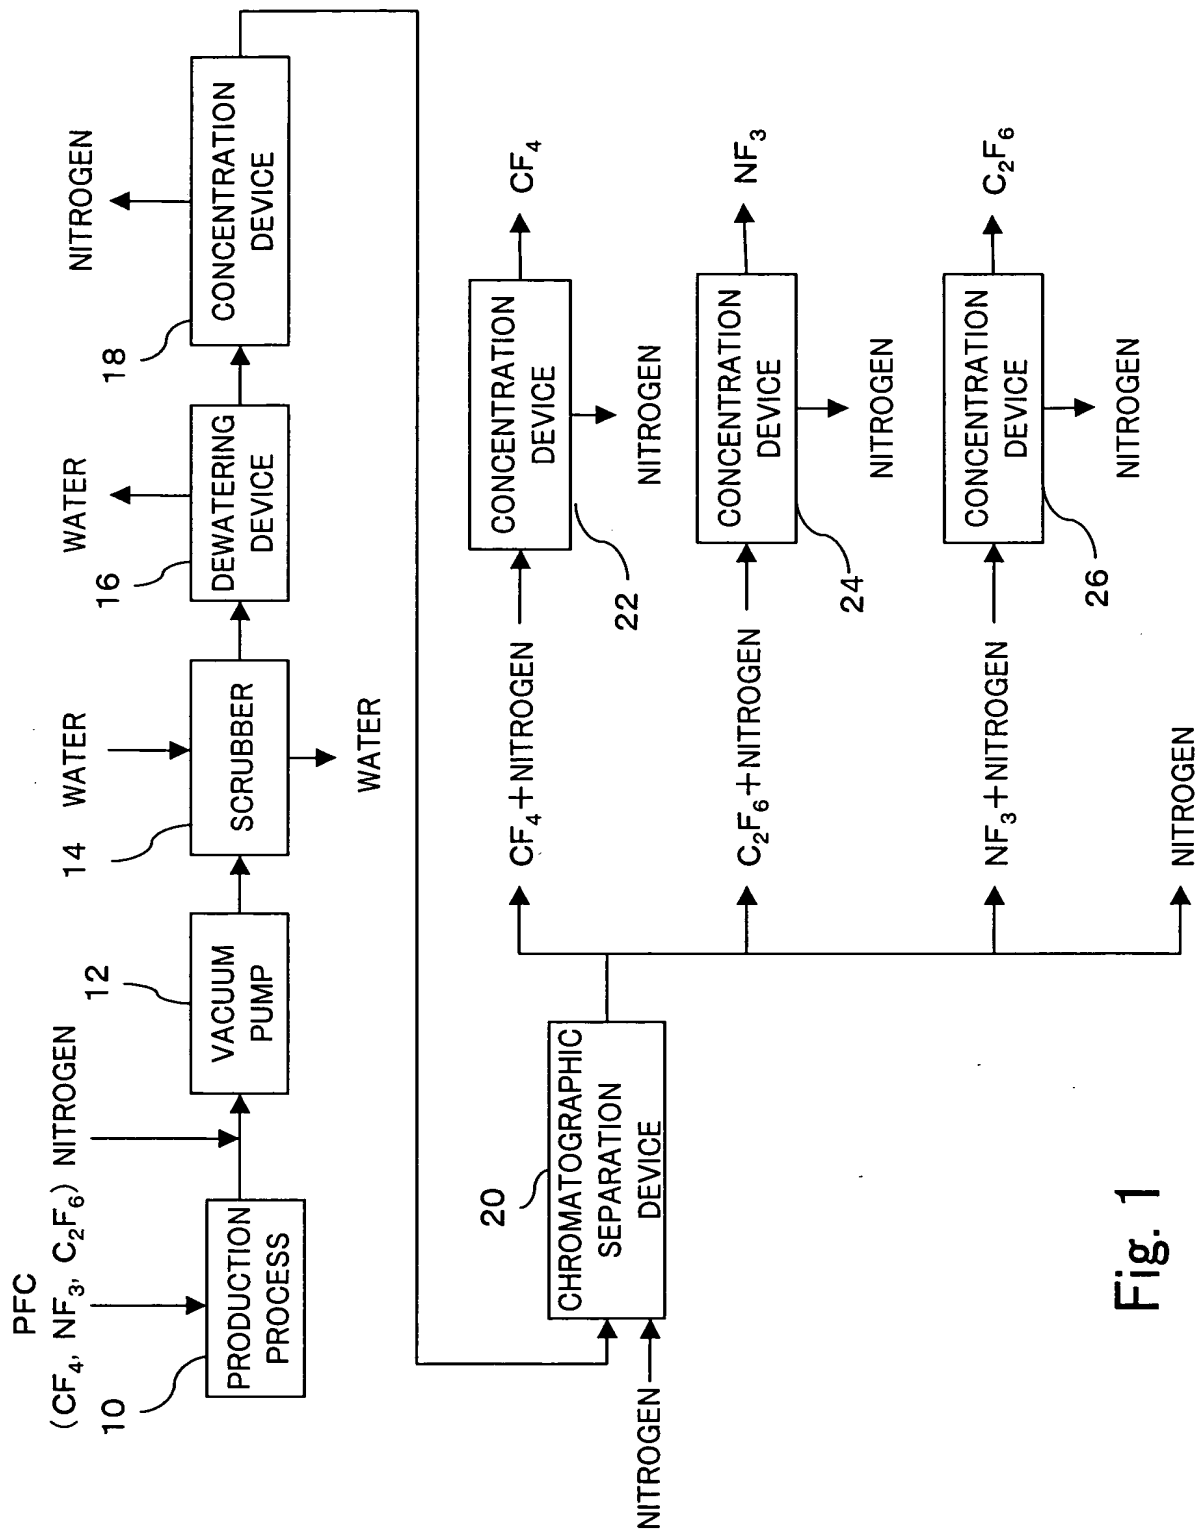 PFC
(CF₄, NF₃, C₂F₆) NITROGEN
10
PRODUCTION
PROCESS
12
VACUUM
PUMP
14
WATER
SCRUBBER
WATER
16
WATER
DEWATERING
DEVICE
18
NITROGEN
CONCENTRATION
DEVICE
NITROGEN
20
CHROMATOGRAPHIC
SEPARATION
DEVICE
CF₄+NITROGEN
22
CONCENTRATION
DEVICE
CF₄
NITROGEN
C₂F₆+NITROGEN
24
CONCENTRATION
DEVICE
NF₃
NITROGEN
NF₃+NITROGEN
26
CONCENTRATION
DEVICE
C₂F₆
NITROGEN
NITROGEN
Fig. 1